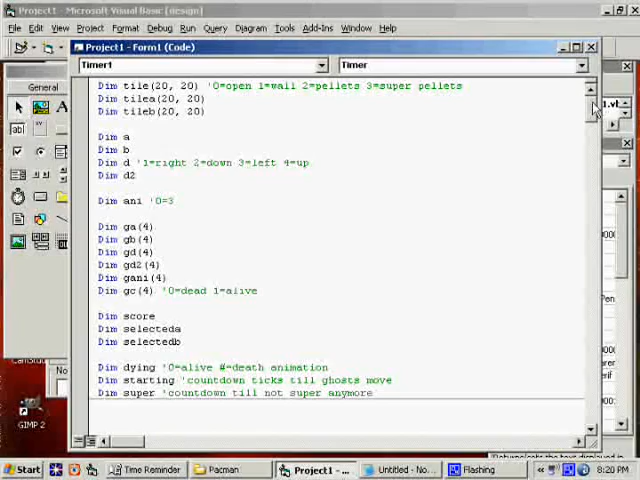 Project1 - Microsoft Visual Basic [design]
File Edit View Project Format Debug Run Query Diagram Tools Add-Ins Window Help
Project1 - Form1 (Code)
General
Timer1 Timer
Dim tile(20, 20) '0=open 1=wall 2=pellets 3=super pellets
Dim tilea(20, 20)
Dim tileb(20, 20)
Dim a
Dim b
Dim d '1=right 2=down 3=left 4=up
Dim d2
Dim ani '0=3
Dim ga(4)
Dim gb(4)
Dim gd(4)
Dim gd2(4)
Dim gani(4)
Dim gc(4) '0=dead 1=alive
Dim score
Dim selecteda
Dim selectedb
Dim dying '0=alive #=death animation
Dim starting 'countdown ticks till ghosts move
Dim super 'countdown till not super anymore
GIMP 2
Start Time Reminder Pacman Project1 - ... Untitled - No... Flashing 8:20 PM